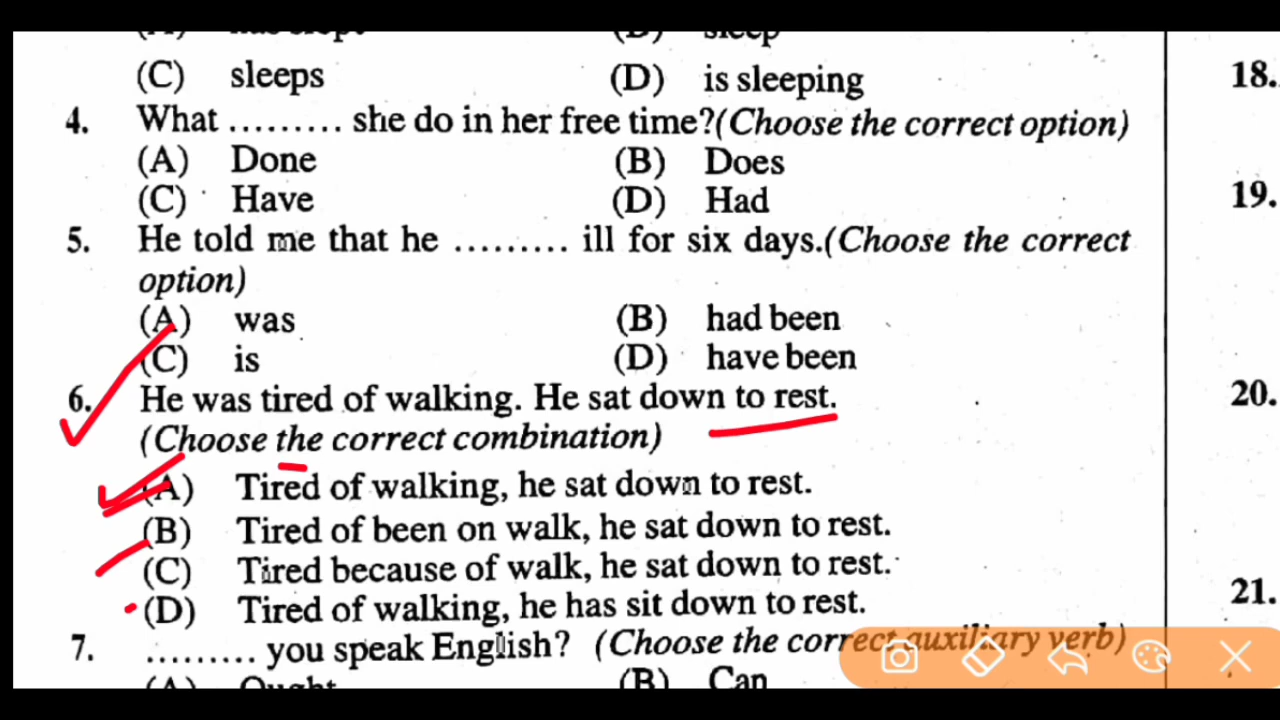 (C) sleeps (D) is sleeping 18.
4. What ......... she do in her free time?(Choose the correct option)
(A) Done (B) Does
(C) Have (D) Had 19.
5. He told me that he ......... ill for six days.(Choose the correct
option)
(A) was (B) had been
(C) is (D) have been
6. He was tired of walking. He sat down to rest. 20.
(Choose the correct combination)
(A) Tired of walking, he sat down to rest.
(B) Tired of been on walk, he sat down to rest.
(C) Tired because of walk, he sat down to rest.
(D) Tired of walking, he has sit down to rest. 21.
7. ......... you speak English? (Choose the correct auxiliary verb)
(A) Ought (B) Can